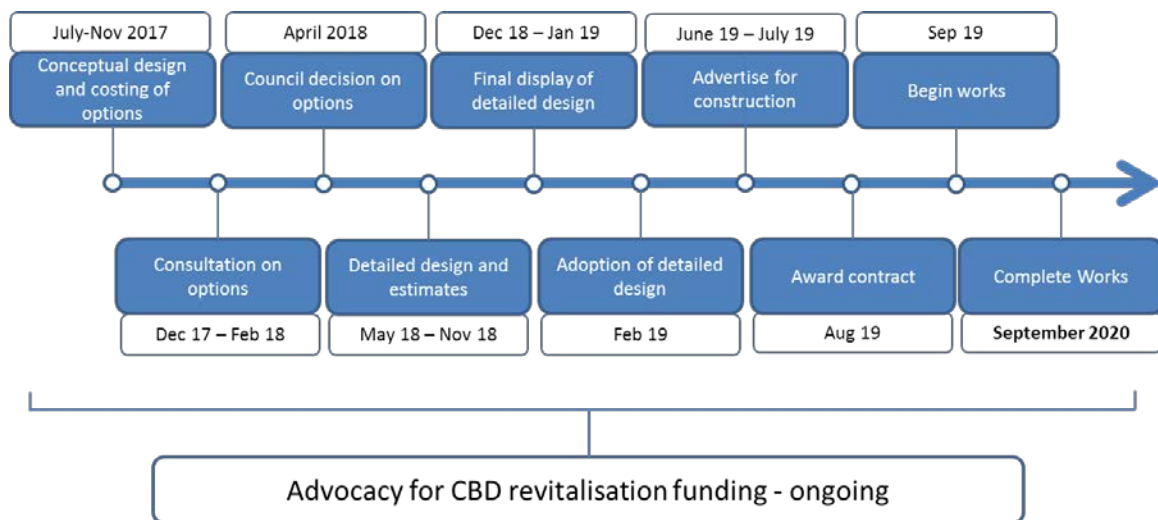 July-Nov 2017
Conceptual design
and costing of
options
April 2018
Council decision on
options
Dec 18 – Jan 19
Final display of
detailed design
June 19 – July 19
Advertise for
construction
Sep 19
Begin works
Consultation on
options
Dec 17 – Feb 18
Detailed design and
estimates
May 18 – Nov 18
Adoption of detailed
design
Feb 19
Award contract
Aug 19
Complete Works
September 2020
Advocacy for CBD revitalisation funding - ongoing